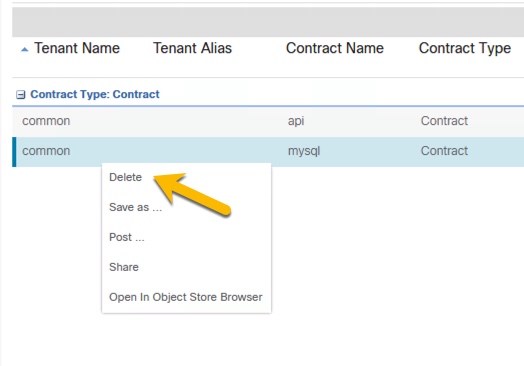 Tenant Name Tenant Alias Contract Name Contract Type
Contract Type: Contract
common api Contract
common mysql Contract
Delete
Save as ...
Post ...
Share
Open In Object Store Browser